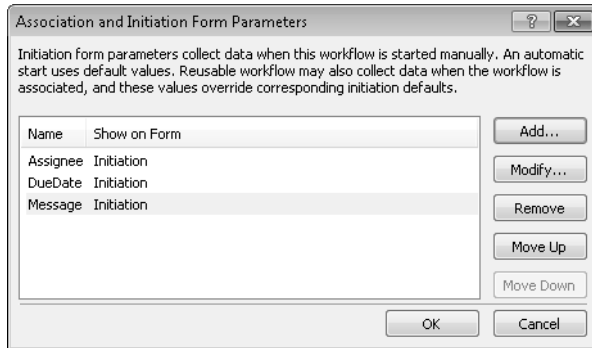 Association and Initiation Form Parameters
Initiation form parameters collect data when this workflow is started manually. An automatic
start uses default values. Reusable workflow may also collect data when the workflow is
associated, and these values override corresponding initiation defaults.
Name Show on Form
Assignee Initiation
DueDate Initiation
Message Initiation
Add...
Modify...
Remove
Move Up
Move Down
OK Cancel